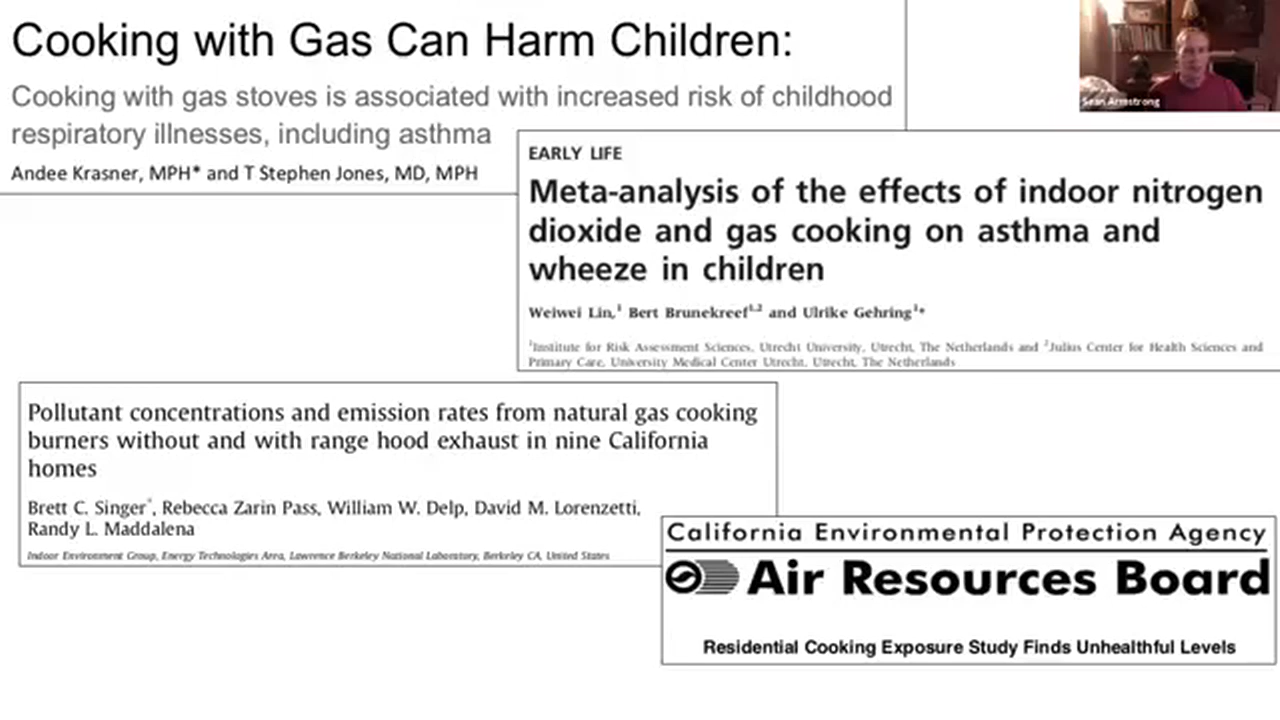 Cooking with Gas Can Harm Children:
Cooking with gas stoves is associated with increased risk of childhood
respiratory illnesses, including asthma
Andee Krasner, MPH* and T Stephen Jones, MD, MPH
Sean Armstrong
EARLY LIFE
Meta-analysis of the effects of indoor nitrogen
dioxide and gas cooking on asthma and
wheeze in children
Weiwei Lin,¹ Bert Brunekreef¹,² and Ulrike Gehring¹*
¹Institute for Risk Assessment Sciences, Utrecht University, Utrecht, The Netherlands and ²Julius Center for Health Sciences and
Primary Care, University Medical Center Utrecht, Utrecht, The Netherlands
Pollutant concentrations and emission rates from natural gas cooking
burners without and with range hood exhaust in nine California
homes
Brett C. Singer*, Rebecca Zarin Pass, William W. Delp, David M. Lorenzetti,
Randy L. Maddalena
Indoor Environment Group, Energy Technologies Area, Lawrence Berkeley National Laboratory, Berkeley CA, United States
California Environmental Protection Agency
Air Resources Board
Residential Cooking Exposure Study Finds Unhealthful Levels